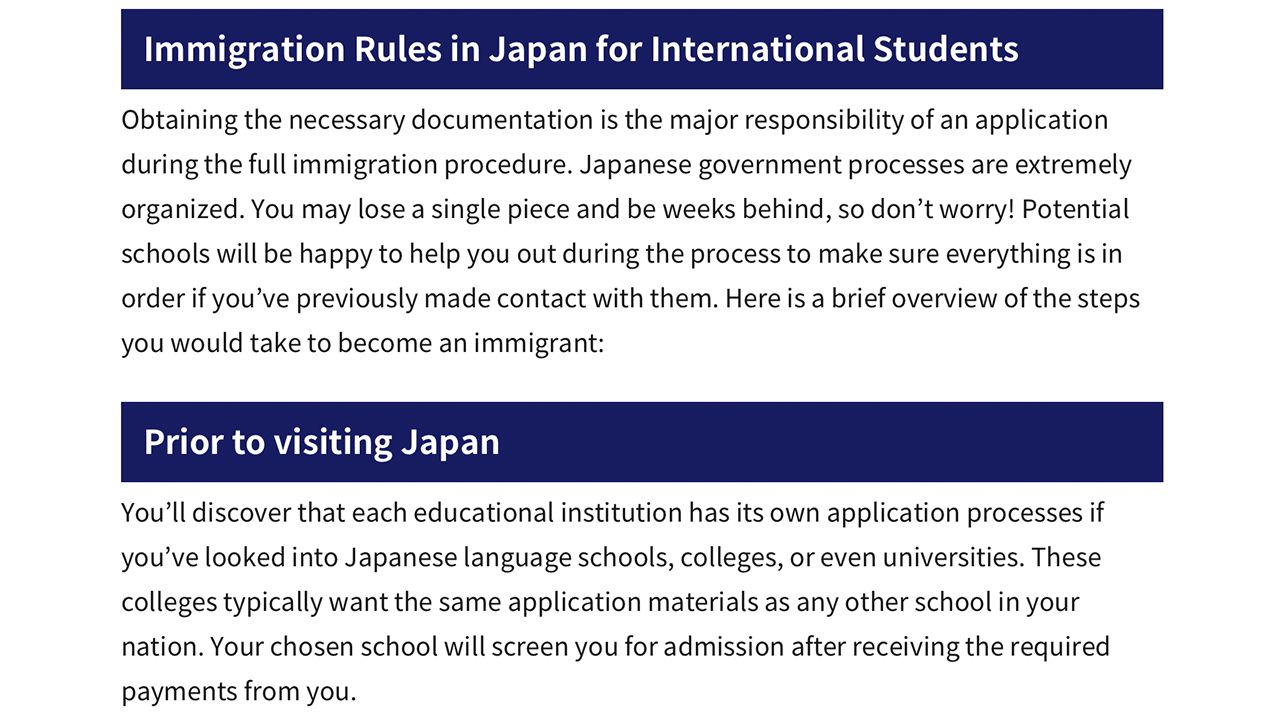 Immigration Rules in Japan for International Students
Obtaining the necessary documentation is the major responsibility of an application
during the full immigration procedure. Japanese government processes are extremely
organized. You may lose a single piece and be weeks behind, so don’t worry! Potential
schools will be happy to help you out during the process to make sure everything is in
order if you’ve previously made contact with them. Here is a brief overview of the steps
you would take to become an immigrant:
Prior to visiting Japan
You’ll discover that each educational institution has its own application processes if
you’ve looked into Japanese language schools, colleges, or even universities. These
colleges typically want the same application materials as any other school in your
nation. Your chosen school will screen you for admission after receiving the required
payments from you.